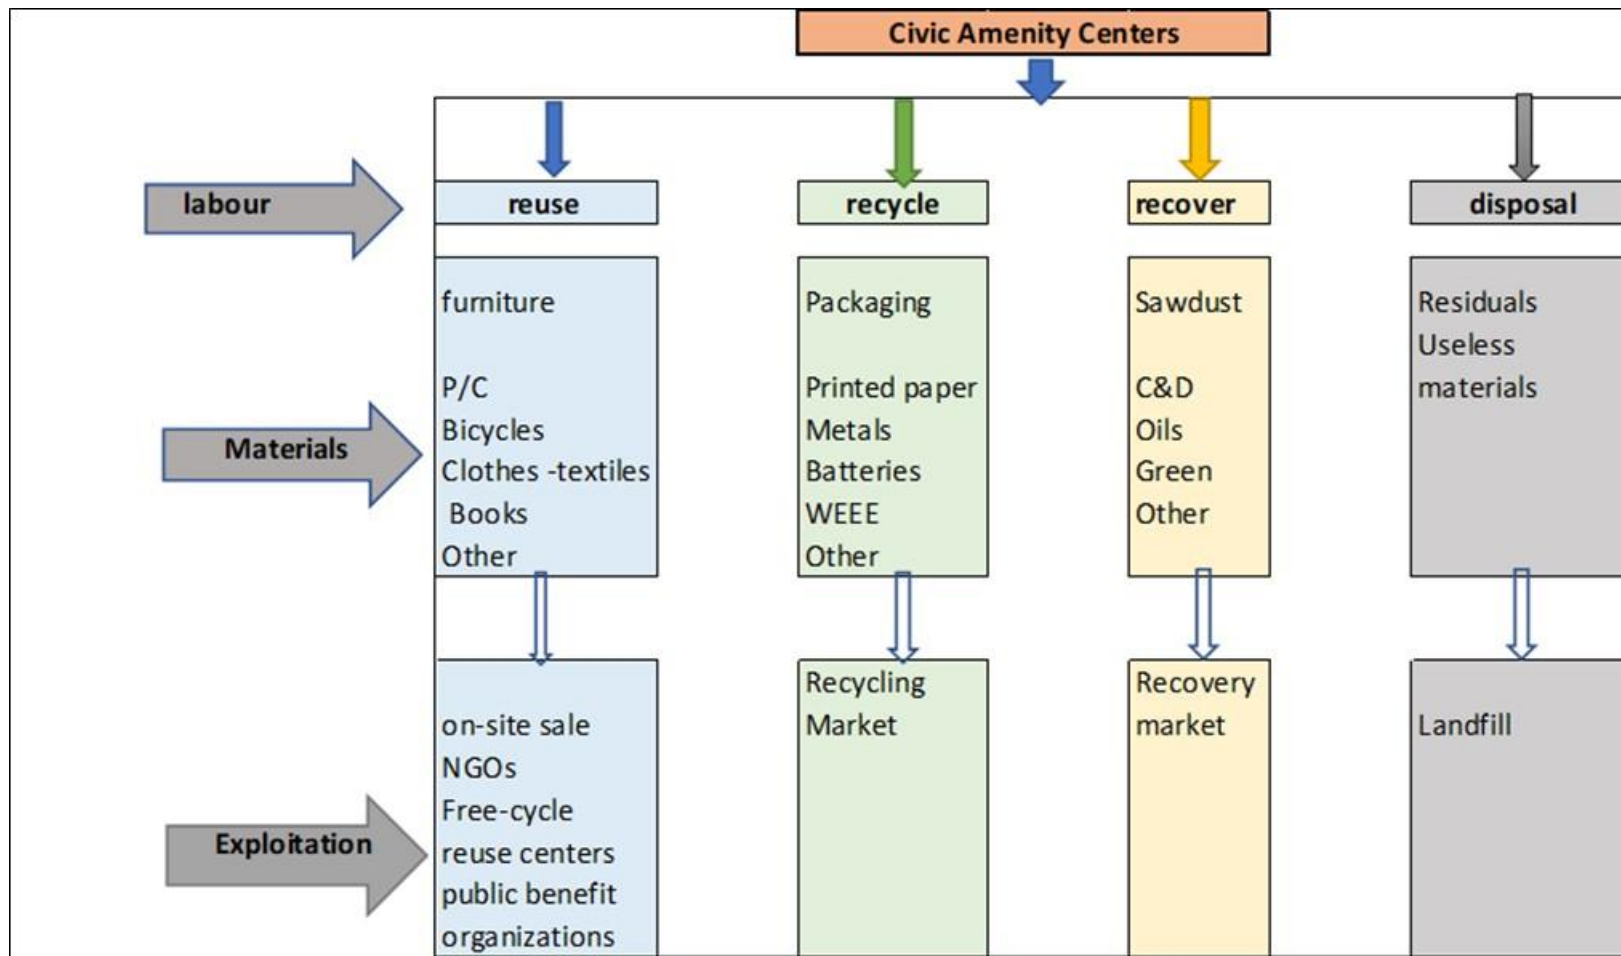 Civic Amenity Centers
labour
reuse
recycle
recover
disposal
Materials
furniture
P/C
Bicycles
Clothes -textiles
Books
Other
Packaging
Printed paper
Metals
Batteries
WEEE
Other
Sawdust
C&D
Oils
Green
Other
Residuals
Useless
materials
Exploitation
on-site sale
NGOs
Free-cycle
reuse centers
public benefit
organizations
Recycling
Market
Recovery
market
Landfill